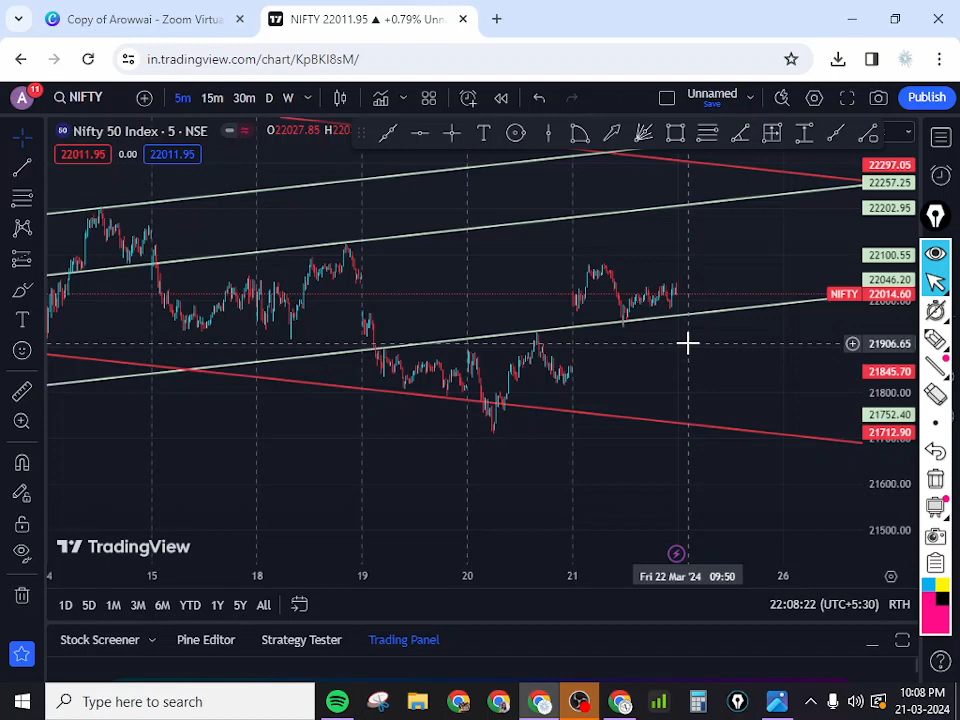 Copy of Arowwai - Zoom Virtua
NIFTY 22011.95 ▲ +0.79% Unn
in.tradingview.com/chart/KpBKI8sM/
A 11 NIFTY 5m 15m 30m D W Unnamed Save Publish
50 Nifty 50 Index · 5 · NSE O22027.85 H220
22011.95 0.00 22011.95
22297.05
22257.25
22202.95
22100.55
22046.20
NIFTY 22014.60
21906.65
21845.70
21800.00
21752.40
21712.90
21600.00
21500.00
TradingView
4 15 18 19 20 21 Fri 22 Mar '24 09:50 26
1D 5D 1M 3M 6M YTD 1Y 5Y All 22:08:22 (UTC+5:30) RTH
Stock Screener Pine Editor Strategy Tester Trading Panel
Type here to search
10:08 PM
21-03-2024